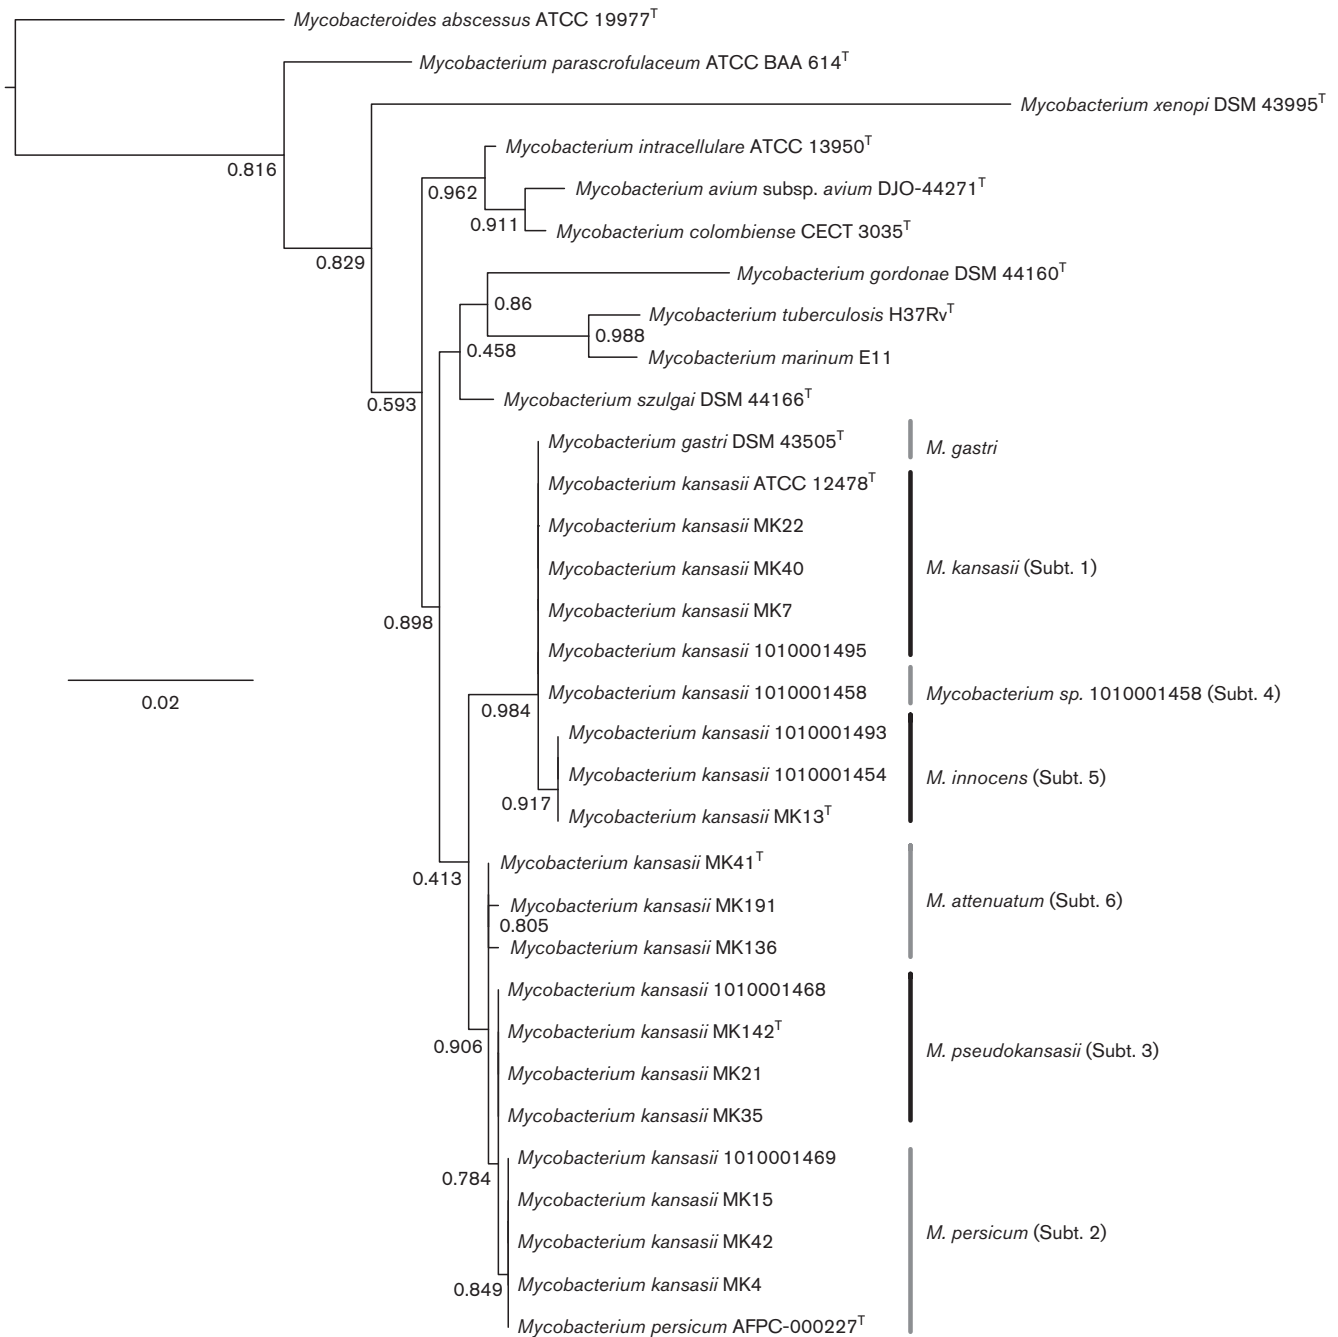 Mycobacteroides abscessus ATCC 19977T
Mycobacterium parascrofulaceum ATCC BAA 614T
Mycobacterium xenopi DSM 43995T
Mycobacterium intracellulare ATCC 13950T
0.816
0.962
Mycobacterium avium subsp. avium DJO-44271T
0.911
Mycobacterium colombiense CECT 3035T
0.829
Mycobacterium gordonae DSM 44160T
0.86
Mycobacterium tuberculosis H37RvT
0.988
0.458
Mycobacterium marinum E11
0.593
Mycobacterium szulgai DSM 44166T
Mycobacterium gastri DSM 43505T
M. gastri
Mycobacterium kansasii ATCC 12478T
Mycobacterium kansasii MK22
Mycobacterium kansasii MK40
M. kansasii (Subt. 1)
Mycobacterium kansasii MK7
0.898
Mycobacterium kansasii 1010001495
Mycobacterium kansasii 1010001458
Mycobacterium sp. 1010001458 (Subt. 4)
0.02
0.984
Mycobacterium kansasii 1010001493
Mycobacterium kansasii 1010001454
M. innocens (Subt. 5)
0.917
Mycobacterium kansasii MK13T
Mycobacterium kansasii MK41T
0.413
Mycobacterium kansasii MK191
M. attenuatum (Subt. 6)
0.805
Mycobacterium kansasii MK136
Mycobacterium kansasii 1010001468
Mycobacterium kansasii MK142T
0.906
M. pseudokansasii (Subt. 3)
Mycobacterium kansasii MK21
Mycobacterium kansasii MK35
Mycobacterium kansasii 1010001469
0.784
Mycobacterium kansasii MK15
M. persicum (Subt. 2)
Mycobacterium kansasii MK42
Mycobacterium kansasii MK4
0.849
Mycobacterium persicum AFPC-000227T